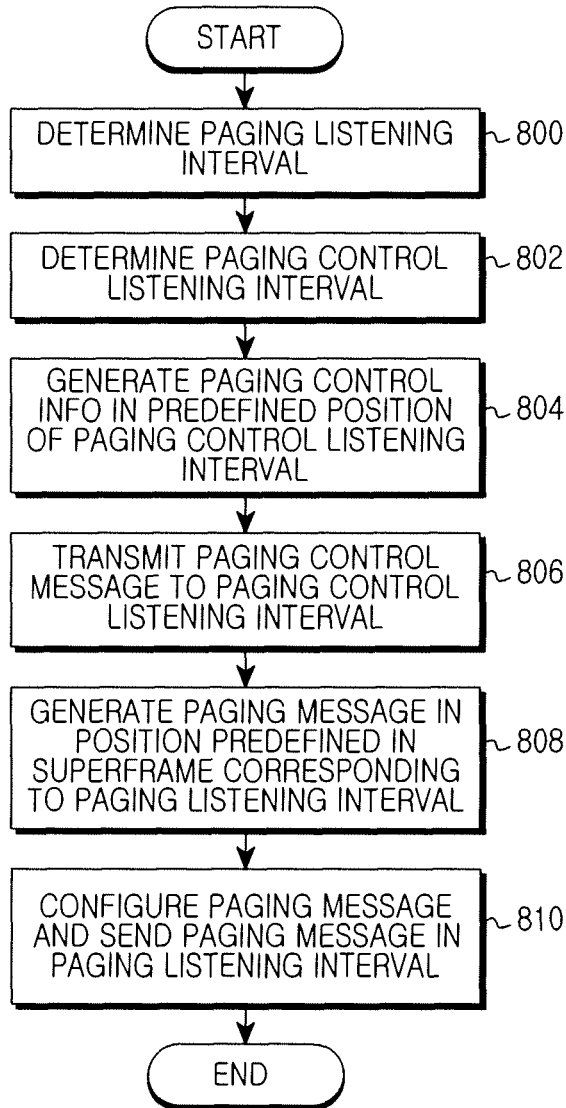 START
DETERMINE PAGING LISTENING
INTERVAL
800
DETERMINE PAGING CONTROL
LISTENING INTERVAL
802
GENERATE PAGING CONTROL
INFO IN PREDEFINED POSITION
OF PAGING CONTROL LISTENING
INTERVAL
804
TRANSMIT PAGING CONTROL
MESSAGE TO PAGING CONTROL
LISTENING INTERVAL
806
GENERATE PAGING MESSAGE IN
POSITION PREDEFINED IN
SUPERFRAME CORRESPONDING
TO PAGING LISTENING INTERVAL
808
CONFIGURE PAGING MESSAGE
AND SEND PAGING MESSAGE IN
PAGING LISTENING INTERVAL
810
END